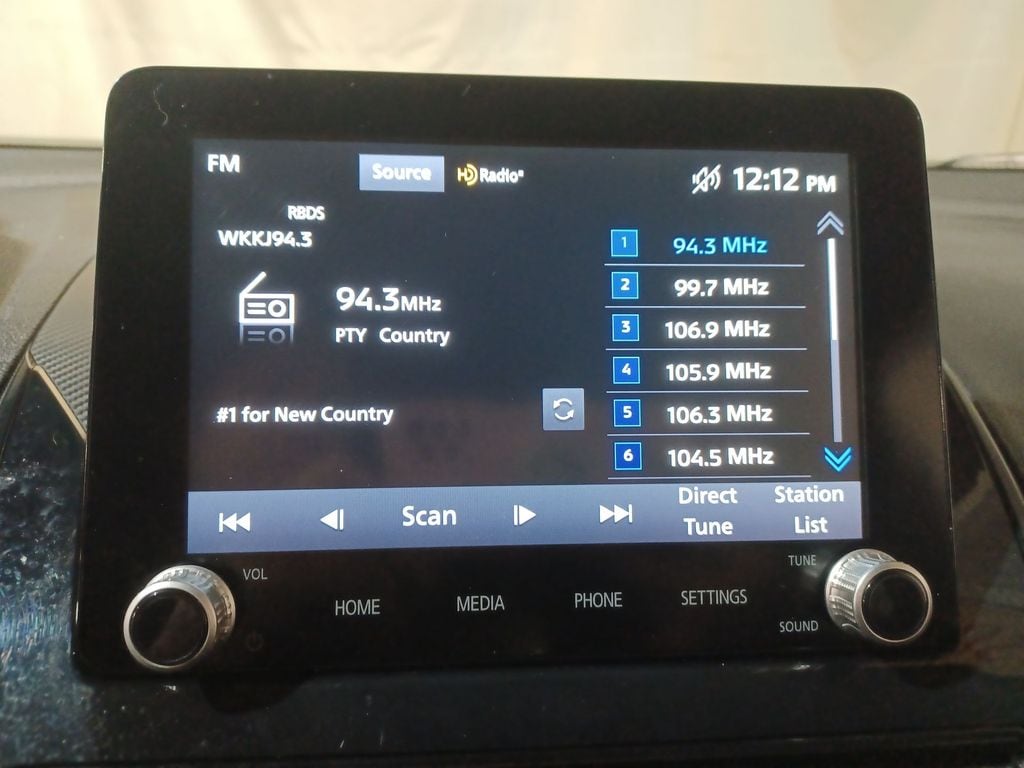 FM
Source
HD Radio®
12:12 PM
RBDS
WKKJ94.3
94.3MHz
PTY Country
#1 for New Country
1 94.3 MHz
2 99.7 MHz
3 106.9 MHz
4 105.9 MHz
5 106.3 MHz
6 104.5 MHz
Scan
Direct
Tune
Station
List
VOL
HOME
MEDIA
PHONE
SETTINGS
TUNE
SOUND